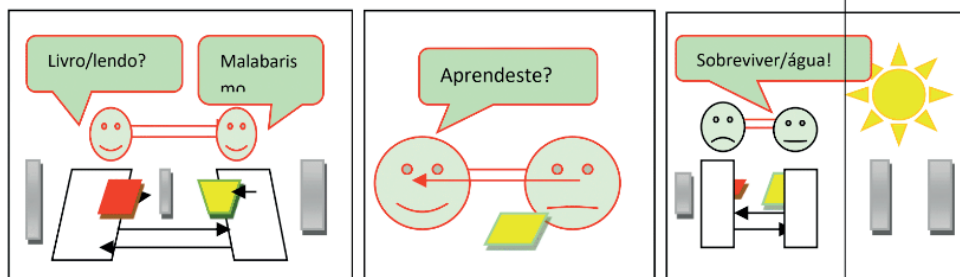 Livro/lendo?
Malabaris
mo
Aprendeste?
Sobreviver/água!